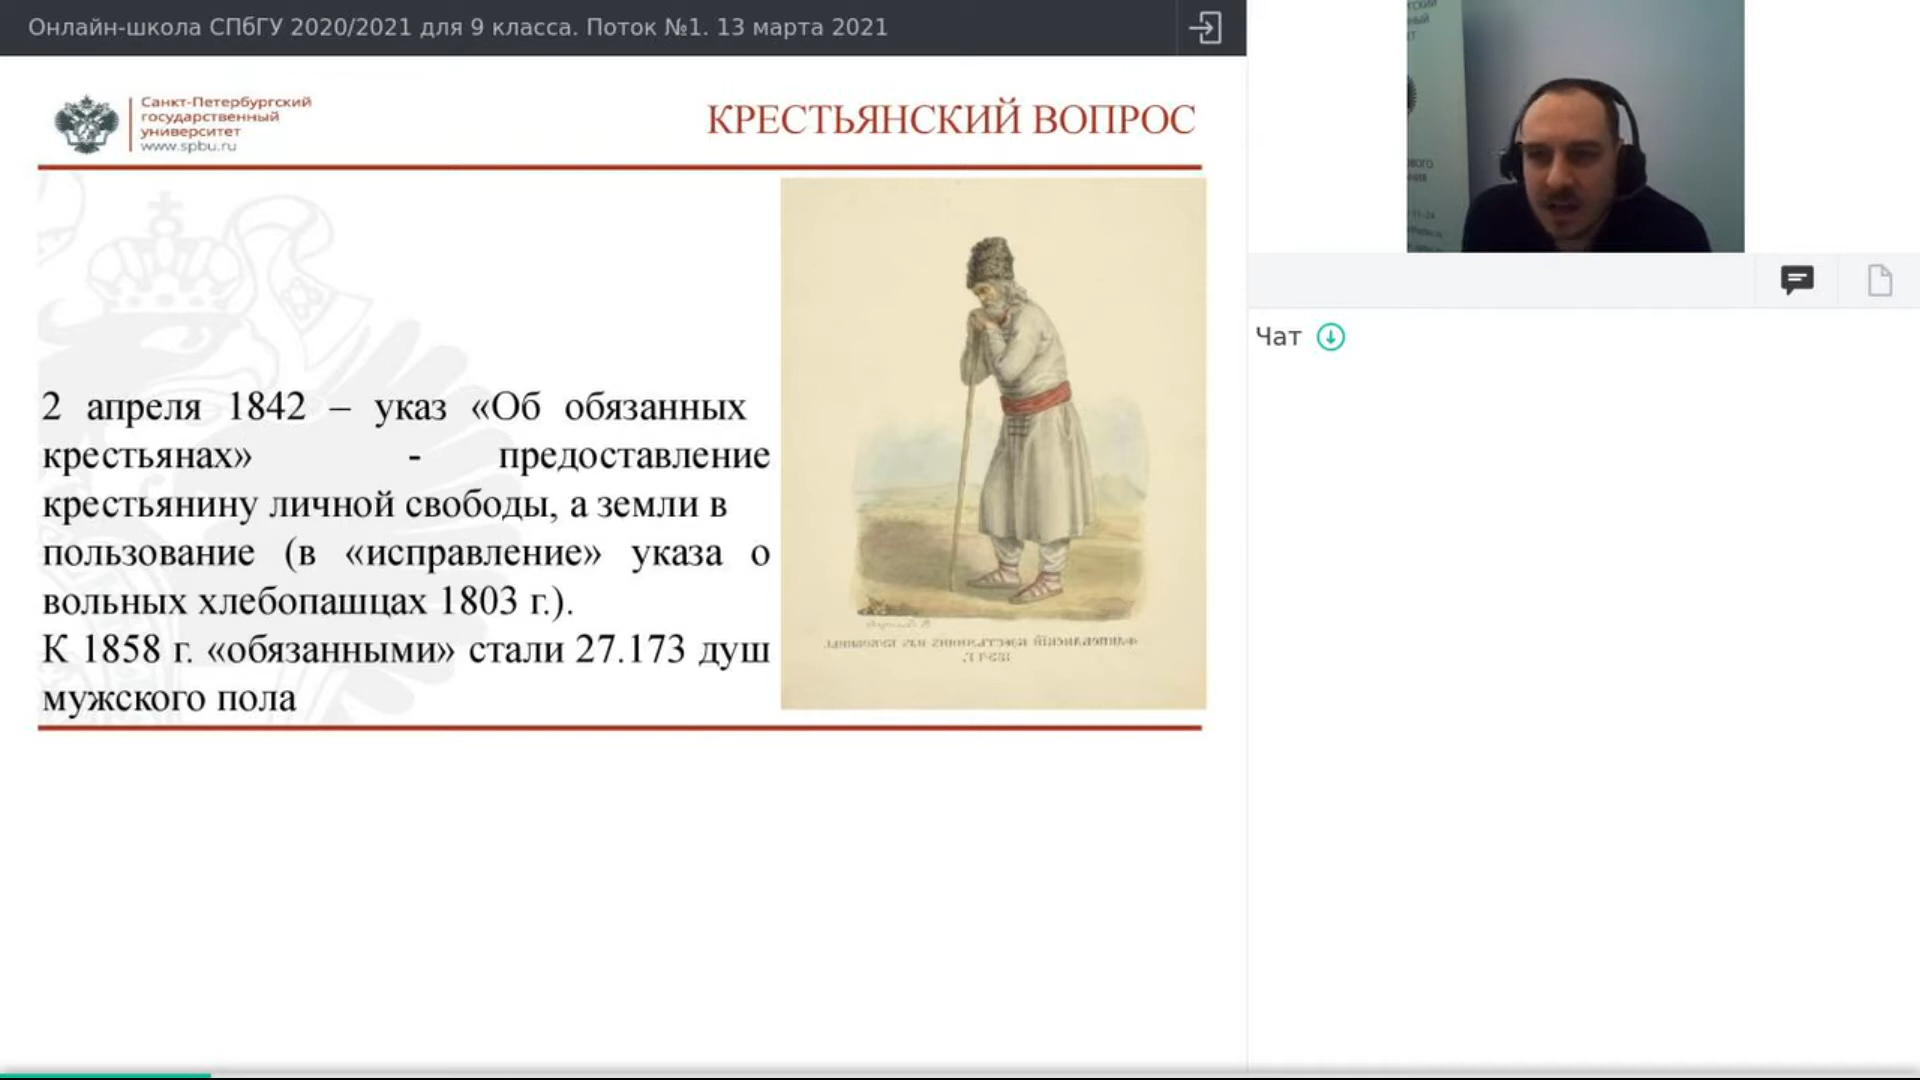 Онлайн-школа СПбГУ 2020/2021 для 9 класса. Поток №1. 13 марта 2021
Санкт-Петербургский
государственный
университет
www.spbu.ru
КРЕСТЬЯНСКИЙ ВОПРОС
2 апреля 1842 – указ «Об обязанных
крестьянах» - предоставление
крестьянину личной свободы, а земли в
пользование (в «исправление» указа о
вольных хлебопашцах 1803 г.).
К 1858 г. «обязанными» стали 27.173 душ
мужского пола
Чат